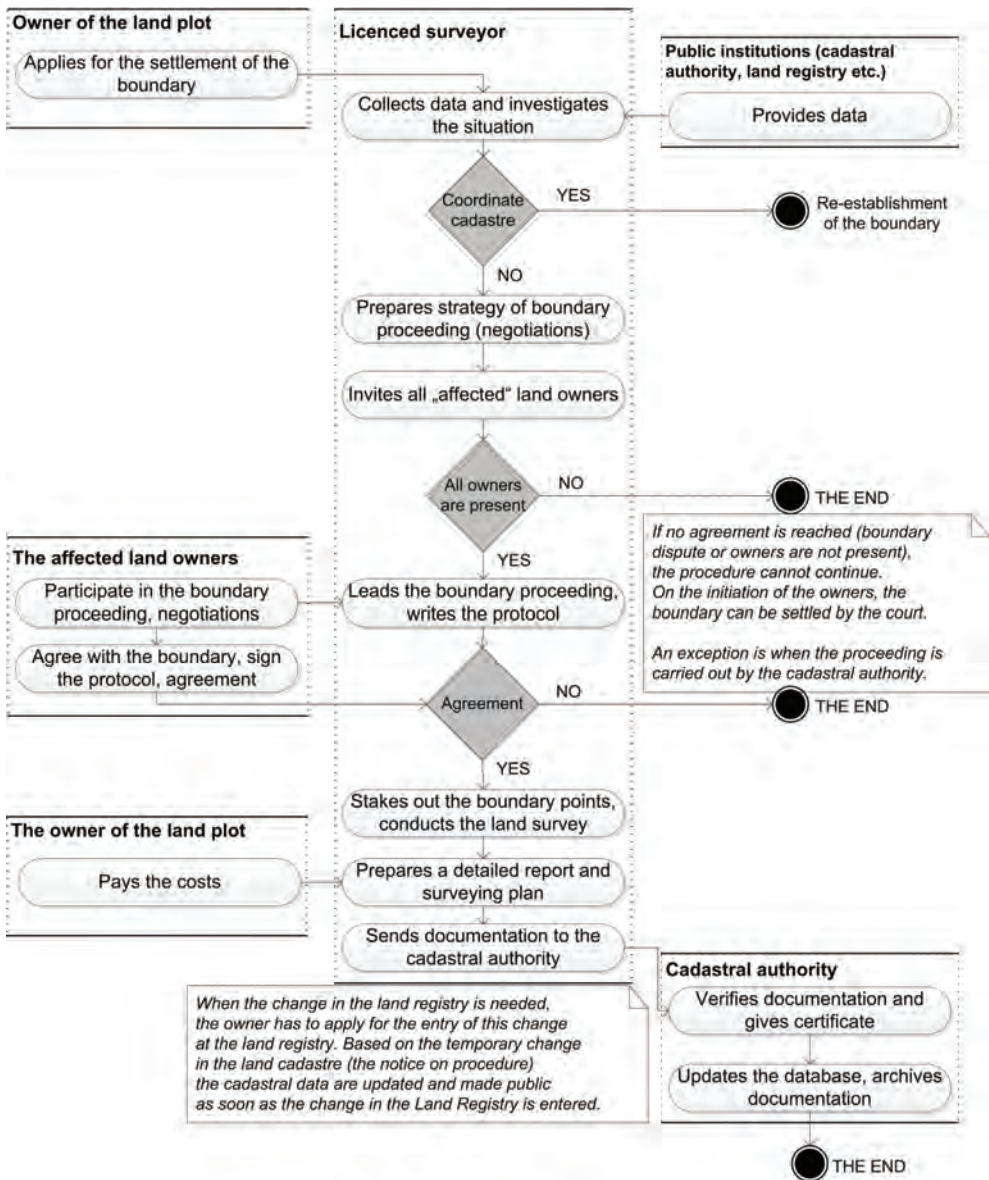 Owner of the land plot
Applies for the settlement of the
boundary
Licenced surveyor
Public institutions (cadastral
authority, land registry etc.)
Provides data
Collects data and investigates
the situation
Coordinate
cadastre
YES
Re-establishment
of the boundary
NO
Prepares strategy of boundary
proceeding (negotiations)
Invites all „affected“ land owners
All owners
are present
NO
THE END
If no agreement is reached (boundary
dispute or owners are not present),
the procedure cannot continue.
On the initiation of the owners, the
boundary can be settled by the court.
An exception is when the proceeding is
carried out by the cadastral authority.
YES
The affected land owners
Participate in the boundary
proceeding, negotiations
Leads the boundary proceeding,
writes the protocol
Agree with the boundary, sign
the protocol, agreement
Agreement
NO
THE END
YES
Stakes out the boundary points,
conducts the land survey
The owner of the land plot
Pays the costs
Prepares a detailed report and
surveying plan
Sends documentation to the
cadastral authority
Cadastral authority
Verifies documentation and
gives certificate
Updates the database, archives
documentation
THE END
When the change in the land registry is needed,
the owner has to apply for the entry of this change
at the land registry. Based on the temporary change
in the land cadastre (the notice on procedure)
the cadastral data are updated and made public
as soon as the change in the Land Registry is entered.